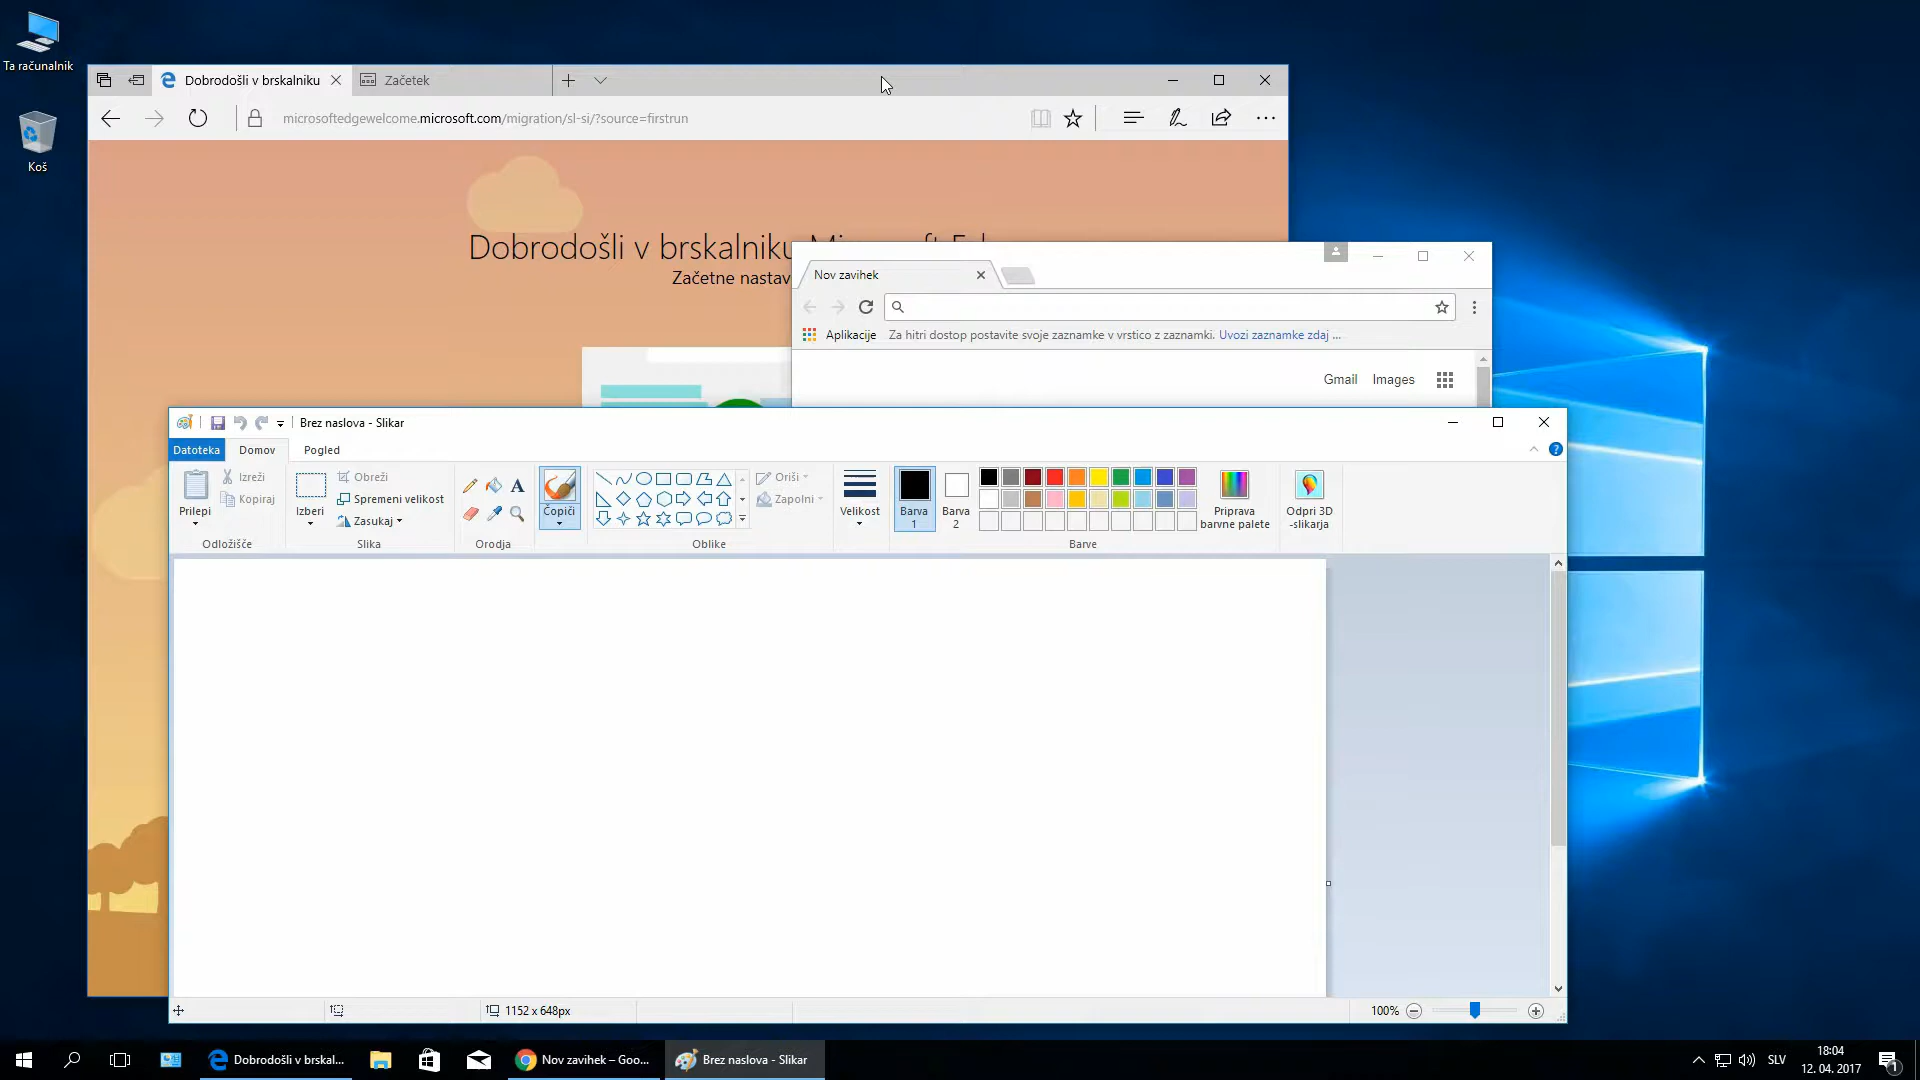 Ta računalnik
Koš
Dobrodošli v brskalniku
Začetek
microsoftedgewelcome.microsoft.com/migration/sl-si/?source=firstrun
Dobrodošli v brskalniku
Začetne nastav
Nov zavihek
Aplikacije
Za hitri dostop postavite svoje zaznamke v vrstico z zaznamki. Uvozi zaznamke zdaj ...
Gmail
Images
Brez naslova - Slikar
Datoteka
Domov
Pogled
Prilepi
Izreži
Kopiraj
Odložišče
Izberi
Obreži
Spremeni velikost
Zasukaj
Slika
A
Orodja
Čopiči
Oriši
Zapolni
Oblike
Velikost
Barva
1
Barva
2
Priprava
barvne palete
Barve
Odpri 3D
-slikarja
1152 x 648px
100%
Dobrodošli v brskal...
Nov zavihek – Goo...
Brez naslova - Slikar
SLV
18:04
12. 04. 2017
1